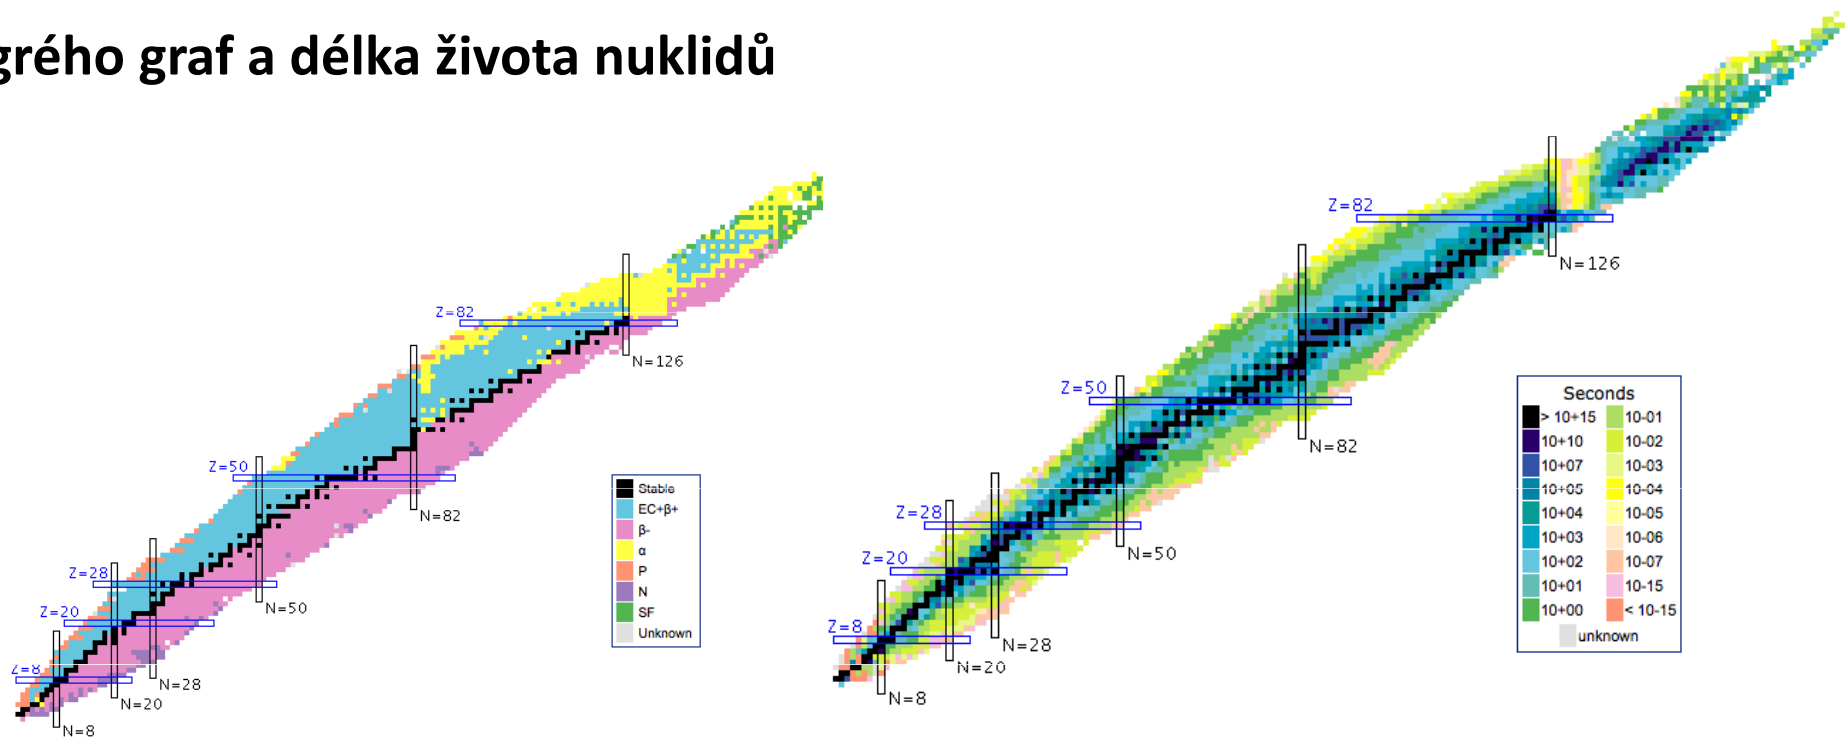 grého graf a délka života nuklidů
Z=82
N=126
Z=50
N=82
Z=28
N=50
Z=20
N=28
Z=8
N=20
N=8
Stable
EC+β+
β-
α
P
N
SF
Unknown
Z=82
N=126
Z=50
N=82
Z=28
N=50
Z=20
N=28
Z=8
N=20
N=8
Seconds
> 10+15 10-01
10+10 10-02
10+07 10-03
10+05 10-04
10+04 10-05
10+03 10-06
10+02 10-07
10+01 10-15
10+00 < 10-15
unknown